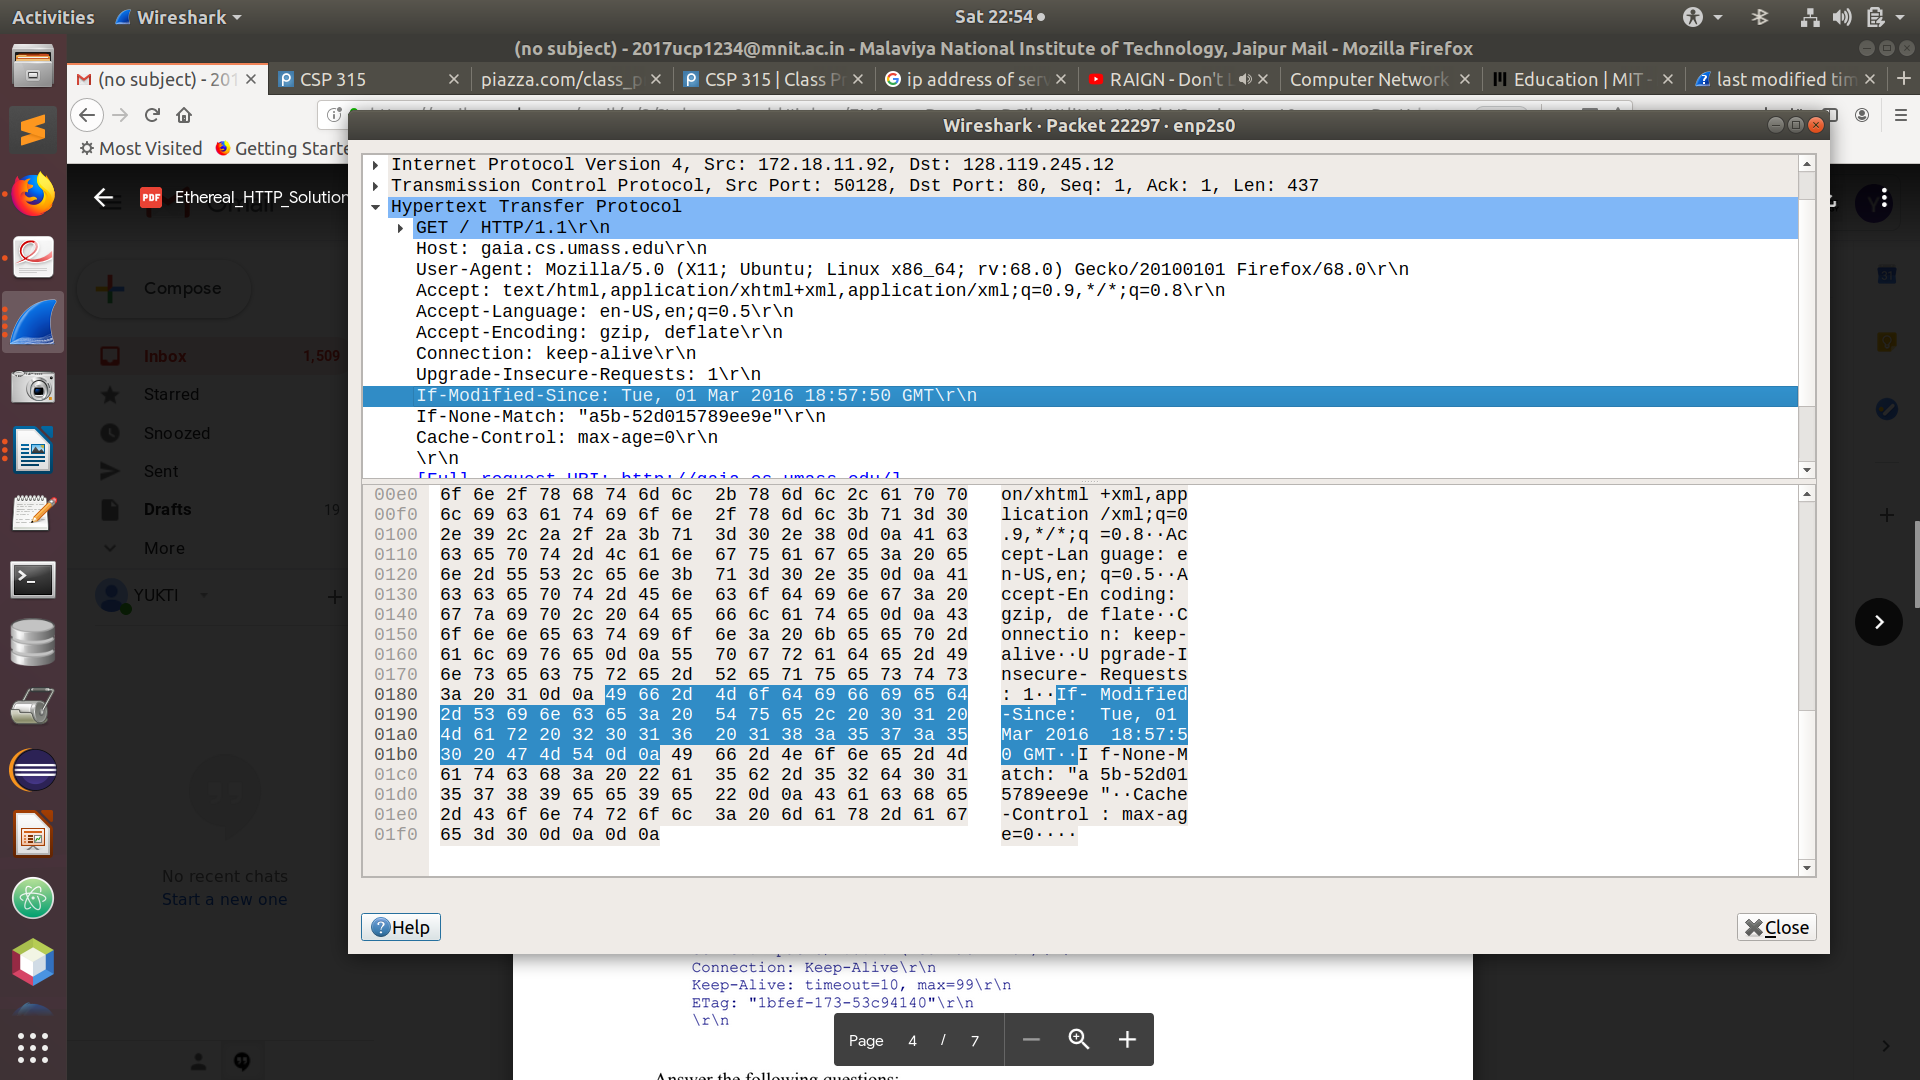 Activities
Wireshark
Sat 22:54
(no subject) - 2017ucp1234@mnit.ac.in - Malaviya National Institute of Technology, Jaipur Mail - Mozilla Firefox
(no subject) - 201
CSP 315
piazza.com/class_p
CSP 315 | Class Pr
ip address of serv
RAIGN - Don't L
Computer Network
Education | MIT -
last modified tim
Most Visited
Getting Starte
Wireshark · Packet 22297 · enp2s0
PDF
Ethereal_HTTP_Solution
Compose
Inbox 1,509
Starred
Snoozed
Sent
Drafts 19
More
YUKTI
No recent chats
Start a new one
Internet Protocol Version 4, Src: 172.18.11.92, Dst: 128.119.245.12
Transmission Control Protocol, Src Port: 50128, Dst Port: 80, Seq: 1, Ack: 1, Len: 437
Hypertext Transfer Protocol
GET / HTTP/1.1\r\n
Host: gaia.cs.umass.edu\r\n
User-Agent: Mozilla/5.0 (X11; Ubuntu; Linux x86_64; rv:68.0) Gecko/20100101 Firefox/68.0\r\n
Accept: text/html,application/xhtml+xml,application/xml;q=0.9,*/*;q=0.8\r\n
Accept-Language: en-US,en;q=0.5\r\n
Accept-Encoding: gzip, deflate\r\n
Connection: keep-alive\r\n
Upgrade-Insecure-Requests: 1\r\n
If-Modified-Since: Tue, 01 Mar 2016 18:57:50 GMT\r\n
If-None-Match: "a5b-52d015789ee9e"\r\n
Cache-Control: max-age=0\r\n
\r\n
[Full request URI: http://gaia.cs.umass.edu/]
00e0 6f 6e 2f 78 68 74 6d 6c 2b 78 6d 6c 2c 61 70 70 on/xhtml +xml,app
00f0 6c 69 63 61 74 69 6f 6e 2f 78 6d 6c 3b 71 3d 30 lication /xml;q=0
0100 2e 39 2c 2a 2f 2a 3b 71 3d 30 2e 38 0d 0a 41 63 .9,*/*;q =0.8··Ac
0110 63 65 70 74 2d 4c 61 6e 67 75 61 67 65 3a 20 65 cept-Lan guage: e
0120 6e 2d 55 53 2c 65 6e 3b 71 3d 30 2e 35 0d 0a 41 n-US,en; q=0.5··A
0130 63 63 65 70 74 2d 45 6e 63 6f 64 69 6e 67 3a 20 ccept-En coding:
0140 67 7a 69 70 2c 20 64 65 66 6c 61 74 65 0d 0a 43 gzip, de flate··C
0150 6f 6e 6e 65 63 74 69 6f 6e 3a 20 6b 65 65 70 2d onnectio n: keep-
0160 61 6c 69 76 65 0d 0a 55 70 67 72 61 64 65 2d 49 alive··U pgrade-I
0170 6e 73 65 63 75 72 65 2d 52 65 71 75 65 73 74 73 nsecure- Requests
0180 3a 20 31 0d 0a 49 66 2d 4d 6f 64 69 66 69 65 64 : 1··If- Modified
0190 2d 53 69 6e 63 65 3a 20 54 75 65 2c 20 30 31 20 -Since: Tue, 01
01a0 4d 61 72 20 32 30 31 36 20 31 38 3a 35 37 3a 35 Mar 2016 18:57:5
01b0 30 20 47 4d 54 0d 0a 49 66 2d 4e 6f 6e 65 2d 4d 0 GMT··I f-None-M
01c0 61 74 63 68 3a 20 22 61 35 62 2d 35 32 64 30 31 atch: "a 5b-52d01
01d0 35 37 38 39 65 65 39 65 22 0d 0a 43 61 63 68 65 5789ee9e "··Cache
01e0 2d 43 6f 6e 74 72 6f 6c 3a 20 6d 61 78 2d 61 67 -Control : max-ag
01f0 65 3d 30 0d 0a 0d 0a e=0····
Help
Close
Connection: Keep-Alive\r\n
Keep-Alive: timeout=10, max=99\r\n
ETag: "1bfef-173-53c94140"\r\n
\r\n
Page 4 / 7
Answer the following questions: